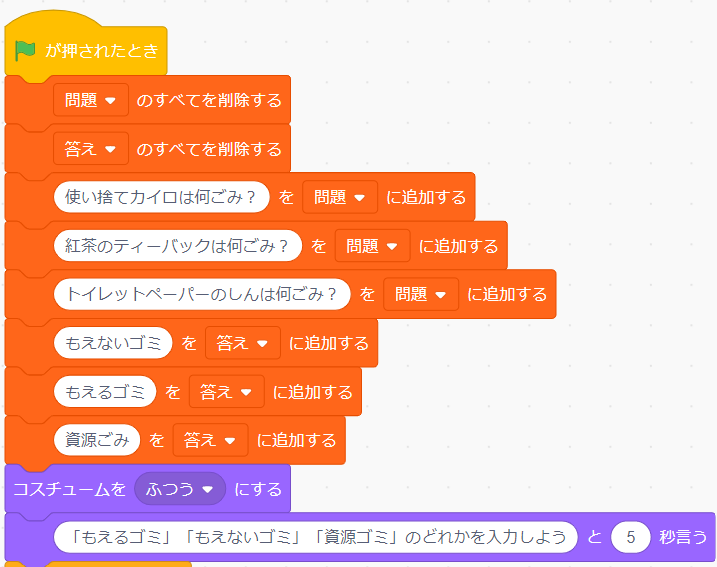 が押されたとき
問題 のすべてを削除する
答え のすべてを削除する
使い捨てカイロは何ごみ？ を 問題 に追加する
紅茶のティーバックは何ごみ？ を 問題 に追加する
トイレットペーパーのしんは何ごみ？ を 問題 に追加する
もえないゴミ を 答え に追加する
もえるゴミ を 答え に追加する
資源ごみ を 答え に追加する
コスチュームを ふつう にする
「もえるゴミ」「もえないゴミ」「資源ゴミ」のどれかを入力しよう と 5 秒言う